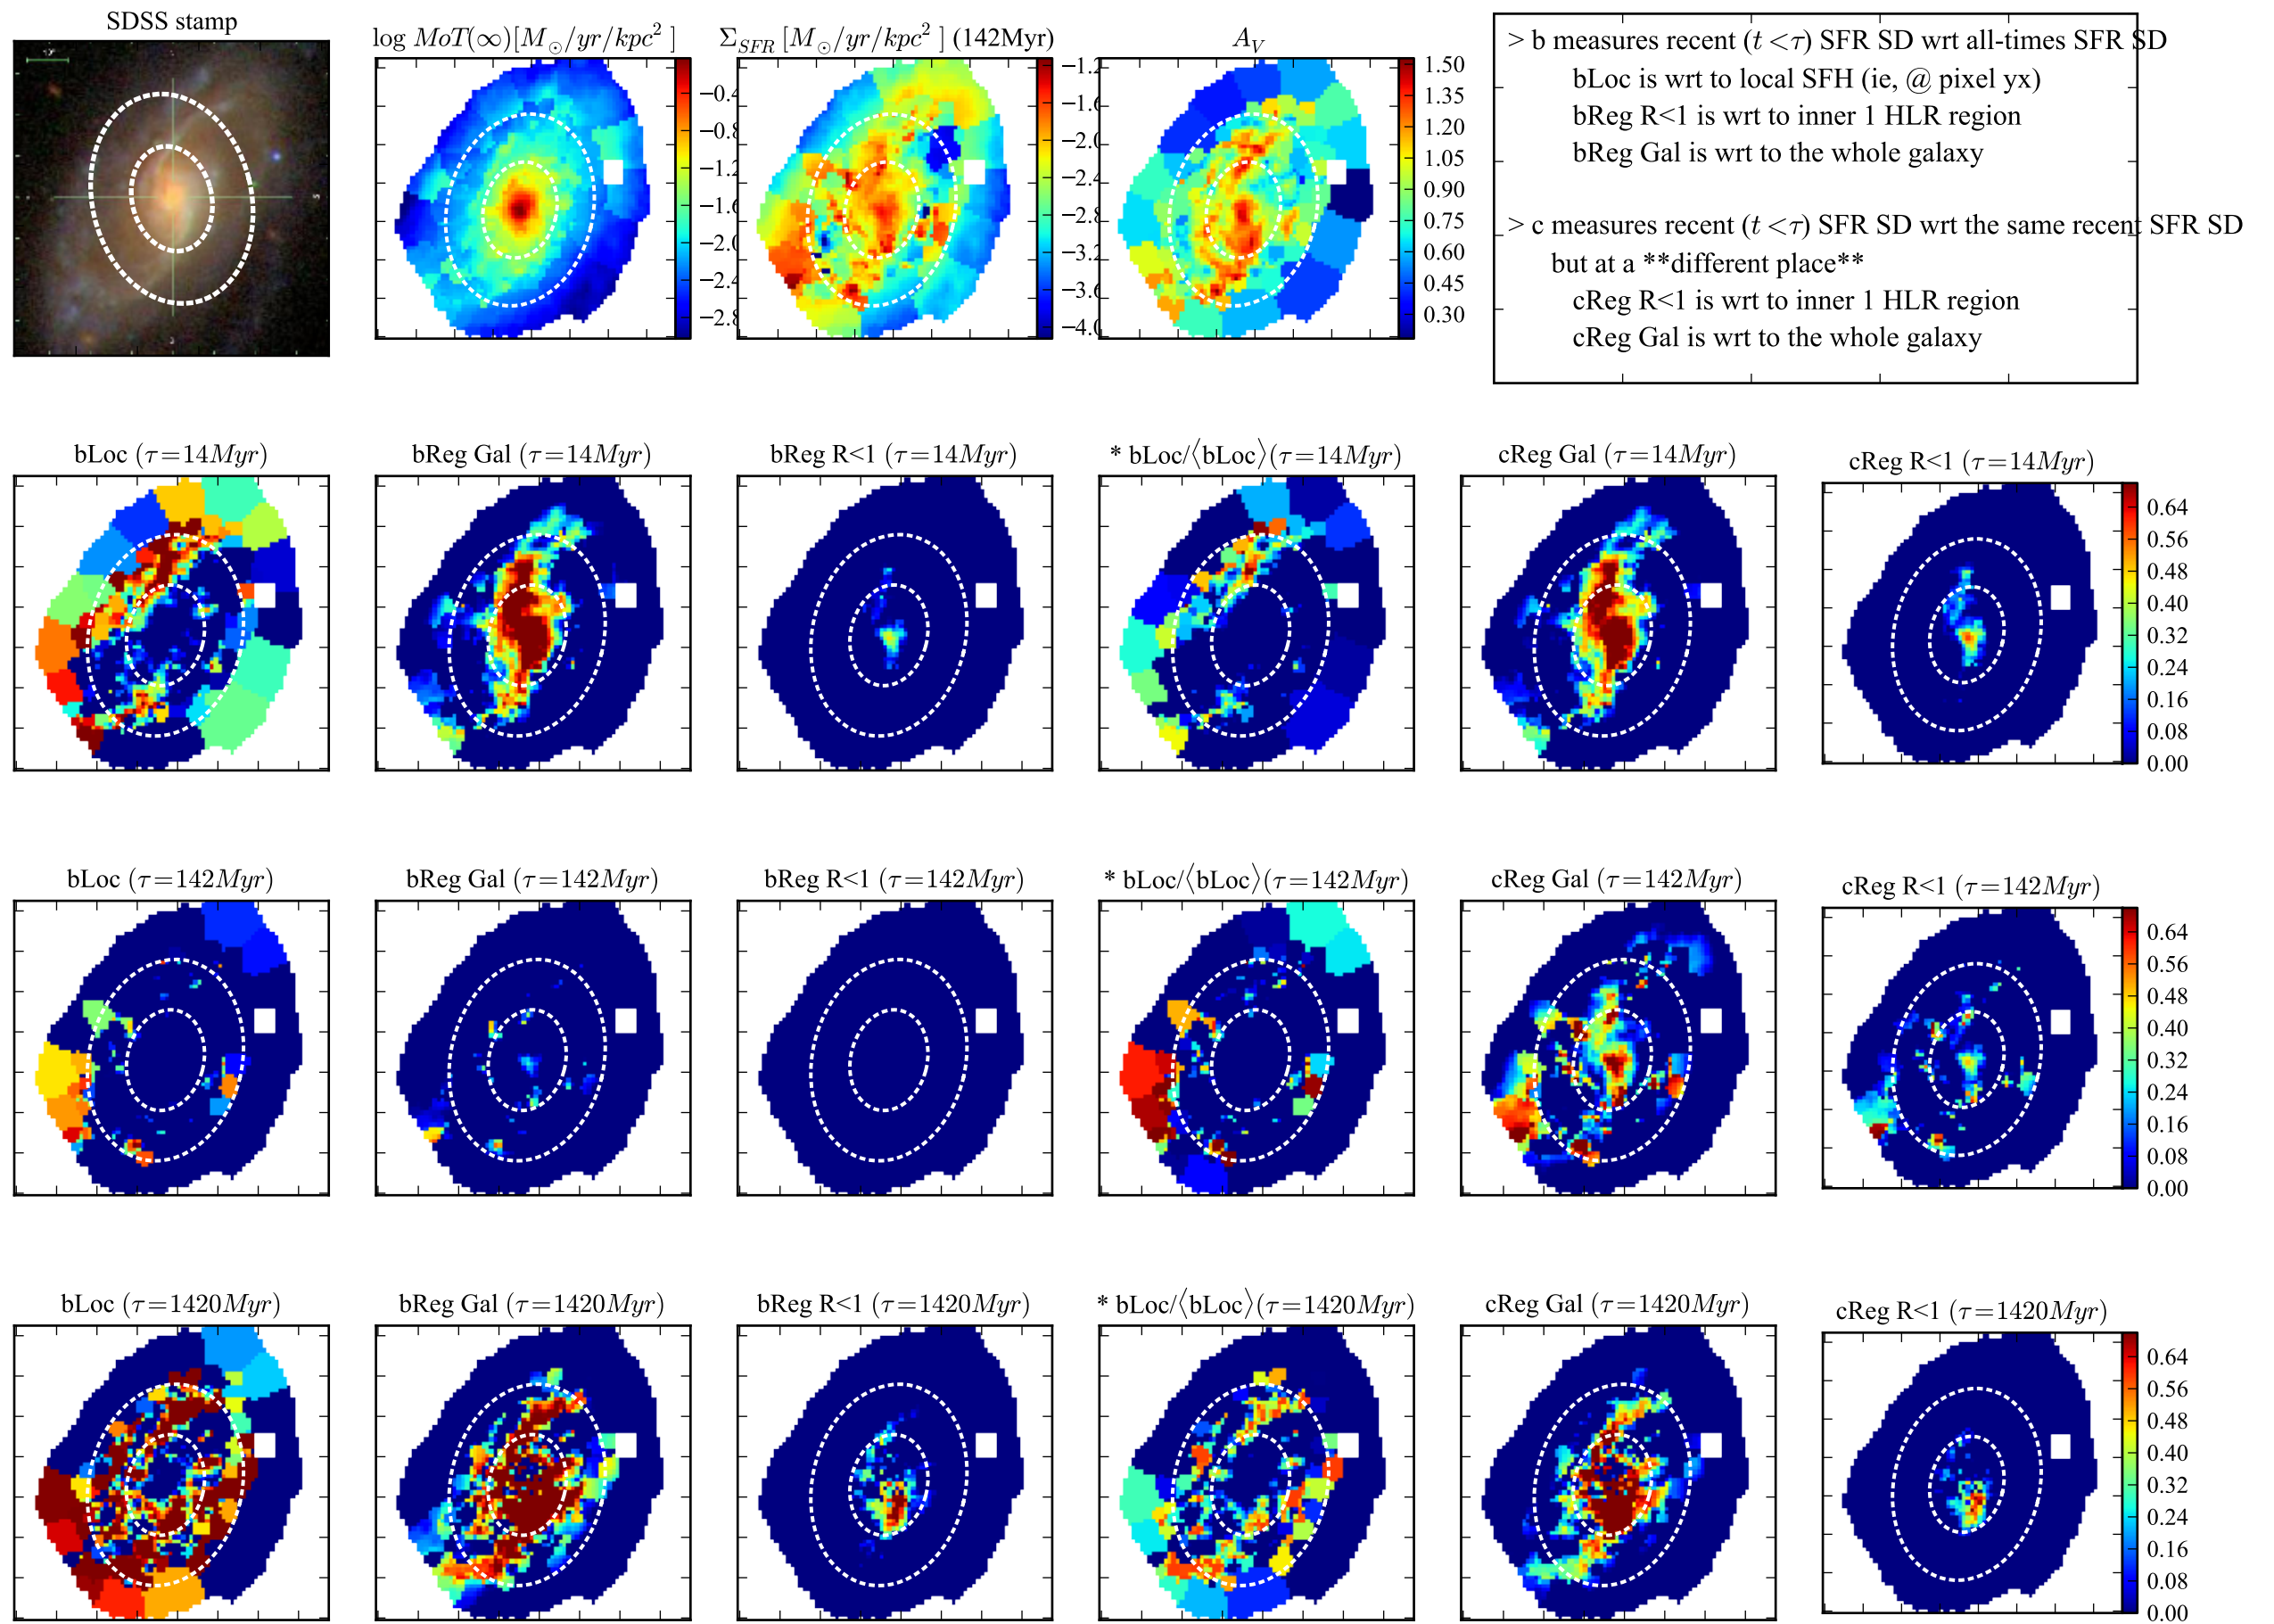 SDSS stamp
log MoT(∞)[M⊙/yr/kpc² ]
Σ_SFR [M⊙/yr/kpc² ] (142Myr)
A_V
−0.4
−0.8
−1.2
−1.6
−2.0
−2.4
−2.8
−1.2
−1.6
−2.0
−2.4
−2.8
−3.2
−3.6
−4.0
1.50
1.35
1.20
1.05
0.90
0.75
0.60
0.45
0.30
> b measures recent (t <τ) SFR SD wrt all-times SFR SD
bLoc is wrt to local SFH (ie, @ pixel yx)
bReg R<1 is wrt to inner 1 HLR region
bReg Gal is wrt to the whole galaxy
> c measures recent (t <τ) SFR SD wrt the same recent SFR SD
but at a **different place**
cReg R<1 is wrt to inner 1 HLR region
cReg Gal is wrt to the whole galaxy
bLoc (τ=14Myr)
bReg Gal (τ=14Myr)
bReg R<1 (τ=14Myr)
* bLoc/⟨bLoc⟩(τ=14Myr)
cReg Gal (τ=14Myr)
cReg R<1 (τ=14Myr)
0.64
0.56
0.48
0.40
0.32
0.24
0.16
0.08
0.00
bLoc (τ=142Myr)
bReg Gal (τ=142Myr)
bReg R<1 (τ=142Myr)
* bLoc/⟨bLoc⟩(τ=142Myr)
cReg Gal (τ=142Myr)
cReg R<1 (τ=142Myr)
0.64
0.56
0.48
0.40
0.32
0.24
0.16
0.08
0.00
bLoc (τ=1420Myr)
bReg Gal (τ=1420Myr)
bReg R<1 (τ=1420Myr)
* bLoc/⟨bLoc⟩(τ=1420Myr)
cReg Gal (τ=1420Myr)
cReg R<1 (τ=1420Myr)
0.64
0.56
0.48
0.40
0.32
0.24
0.16
0.08
0.00